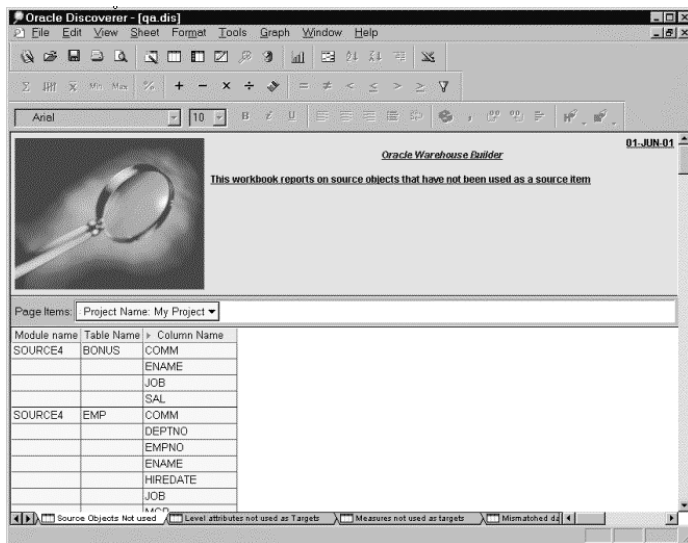 Oracle Discoverer - [qa.dis]
File Edit View Sheet Format Tools Graph Window Help
Σ x̄ Min Max % + − × ÷ = ≠ < ≤ > ≥
Arial 10 B I U
01-JUN-01
Oracle Warehouse Builder
This workbook reports on source objects that have not been used as a source item
Page Items: Project Name: My Project
Module name Table Name Column Name
SOURCE4 BONUS COMM
ENAME
JOB
SAL
SOURCE4 EMP COMM
DEPTNO
EMPNO
ENAME
HIREDATE
JOB
MGR
Source Objects Not used Level attributes not used as Targets Measures not used as targets Mismatched da